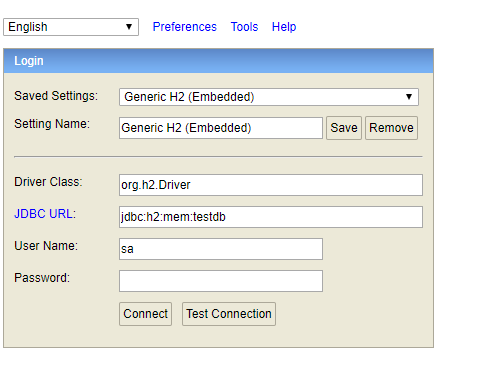 English Preferences Tools Help
Login
Saved Settings: Generic H2 (Embedded)
Setting Name: Generic H2 (Embedded) Save Remove
Driver Class: org.h2.Driver
JDBC URL: jdbc:h2:mem:testdb
User Name: sa
Password:
Connect Test Connection